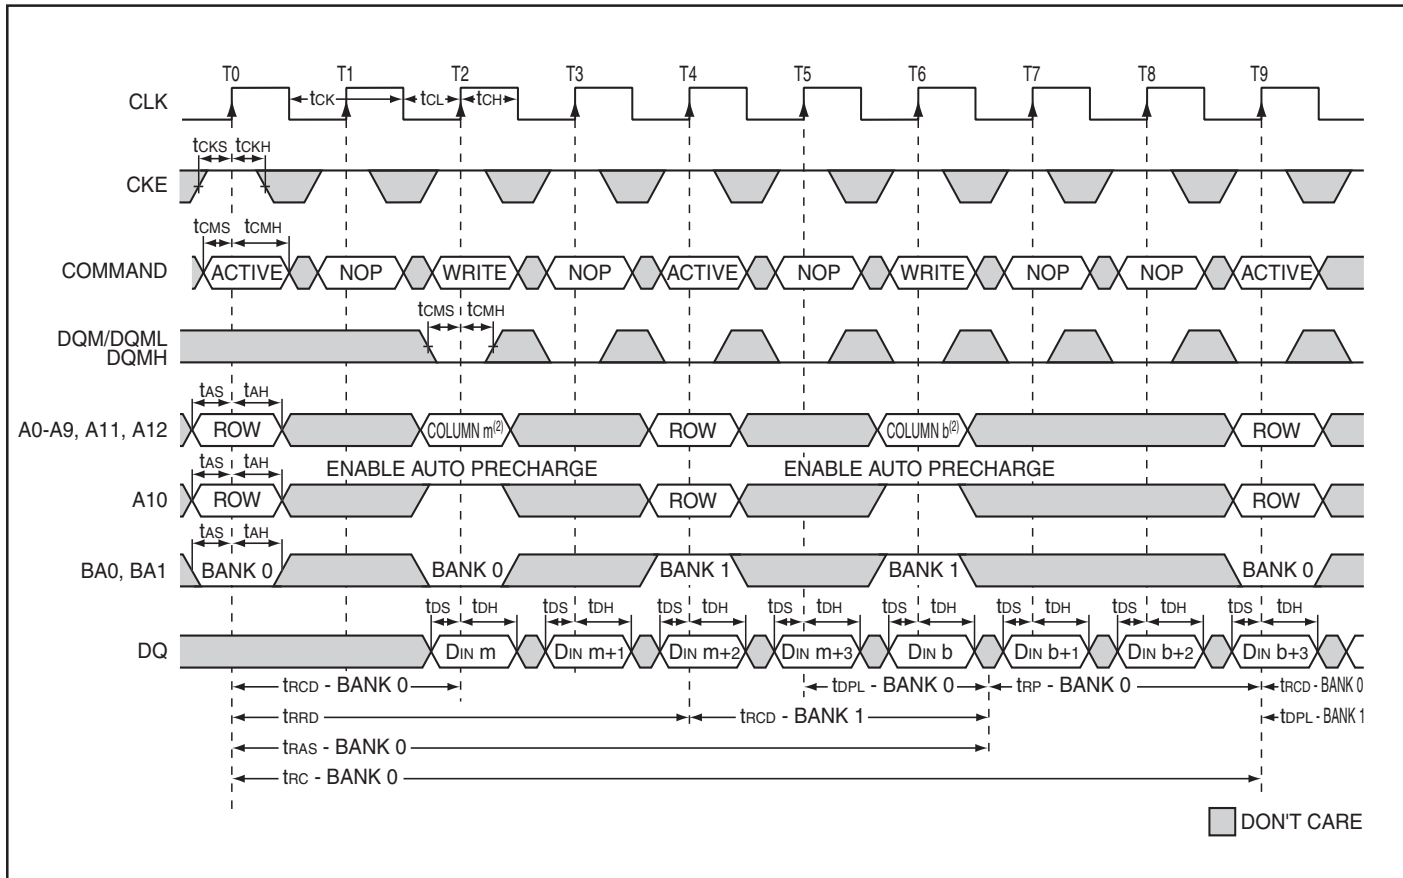 T0 T1 T2 T3 T4 T5 T6 T7 T8 T9
CLK tCK tCL tCH
tCKS tCKH
CKE
tCMS tCMH
COMMAND ACTIVE NOP WRITE NOP ACTIVE NOP WRITE NOP NOP ACTIVE
tCMS tCMH
DQM/DQML
DQMH
tAS tAH
A0-A9, A11, A12 ROW COLUMN m(2) ROW COLUMN b(2) ROW
tAS tAH ENABLE AUTO PRECHARGE ENABLE AUTO PRECHARGE
A10 ROW ROW ROW
tAS tAH
BA0, BA1 BANK 0 BANK 0 BANK 1 BANK 1 BANK 0
tDS tDH tDS tDH tDS tDH tDS tDH tDS tDH tDS tDH tDS tDH tDS tDH
DQ DIN m DIN m+1 DIN m+2 DIN m+3 DIN b DIN b+1 DIN b+2 DIN b+3
tRCD - BANK 0 tDPL - BANK 0 tRP - BANK 0 tRCD - BANK 0
tRRD tRCD - BANK 1 tDPL - BANK 1
tRAS - BANK 0
tRC - BANK 0
DON'T CARE